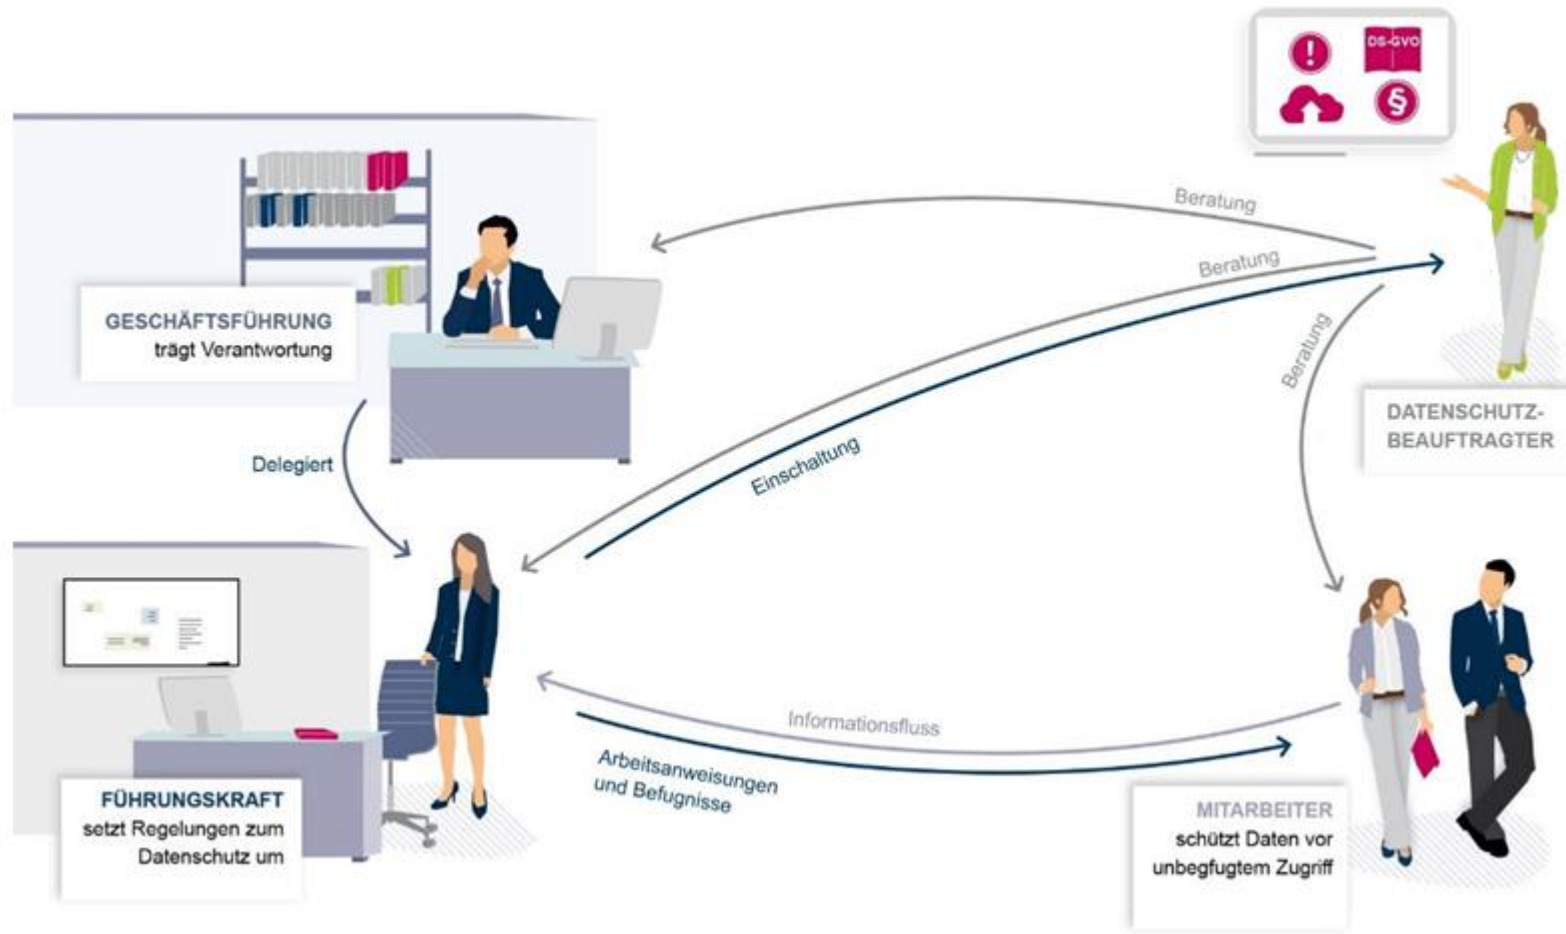 DS-GVO
§
Beratung
Beratung
Beratung
GESCHÄFTSFÜHRUNG
trägt Verantwortung
DATENSCHUTZ-
BEAUFTRAGTER
Delegiert
Einschaltung
Informationsfluss
Arbeitsanweisungen
und Befugnisse
FÜHRUNGSKRAFT
setzt Regelungen zum
Datenschutz um
MITARBEITER
schützt Daten vor
unbegfugtem Zugriff